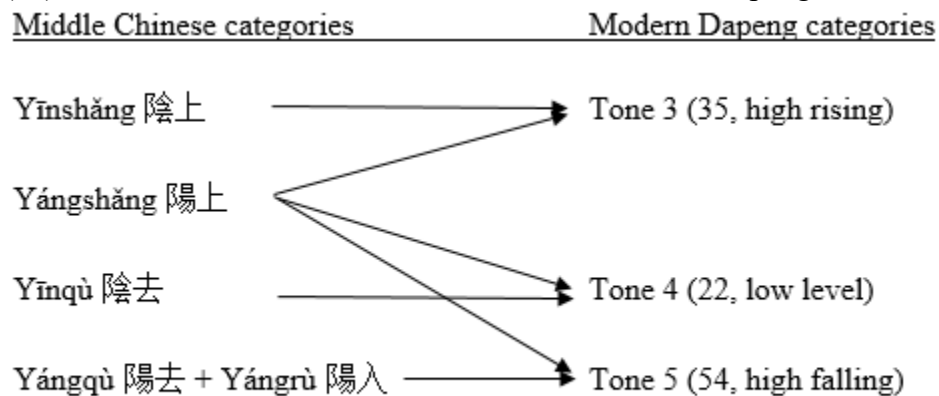 Middle Chinese categories Modern Dapeng categories
Yīnshǎng 陰上 Tone 3 (35, high rising)
Yángshǎng 陽上
Yīnqù 陰去 Tone 4 (22, low level)
Yángqù 陽去 + Yángrù 陽入 Tone 5 (54, high falling)